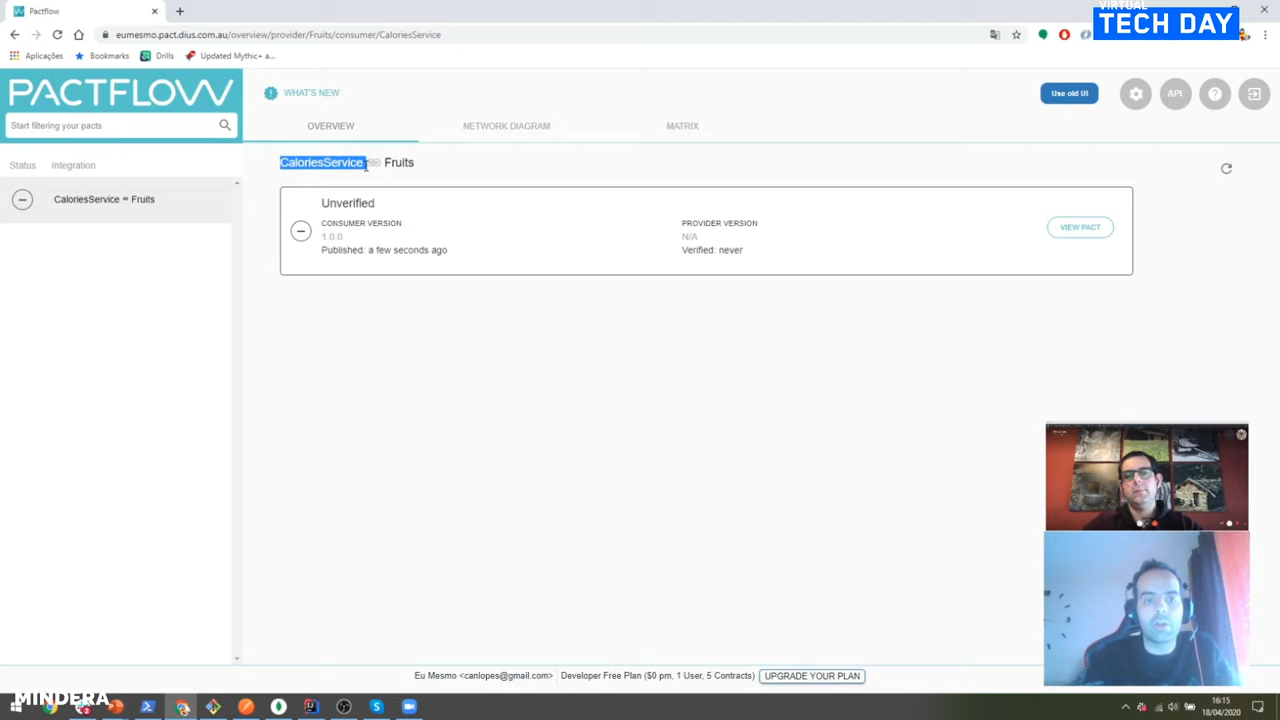 Pactflow
VIRTUAL
TECH DAY
eumesmo.pact.dius.com.au/overview/provider/Fruits/consumer/CaloriesService
Aplicações
Bookmarks
Drills
Updated Mythic+ a...
PACTFLOW
WHAT'S NEW
Use old UI
API
Start filtering your pacts
OVERVIEW
NETWORK DIAGRAM
MATRIX
Status
Integration
CaloriesService
Fruits
CaloriesService = Fruits
Unverified
CONSUMER VERSION
1.0.0
Published: a few seconds ago
PROVIDER VERSION
N/A
Verified: never
VIEW PACT
Eu Mesmo <canlopes@gmail.com>
Developer Free Plan ($0 pm, 1 User, 5 Contracts)
UPGRADE YOUR PLAN
MINDERA
16:15
18/04/2020